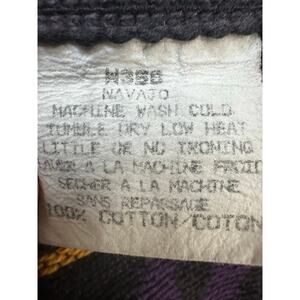 W366
NAVAJO
MACHINE WASH COLD
TUMBLE DRY LOW HEAT
LITTLE OR NO IRONING
LAVER A LA MACHINE FROID
SECHER A LA MACHINE
SANS REPASSAGE
100% COTTON/COTON